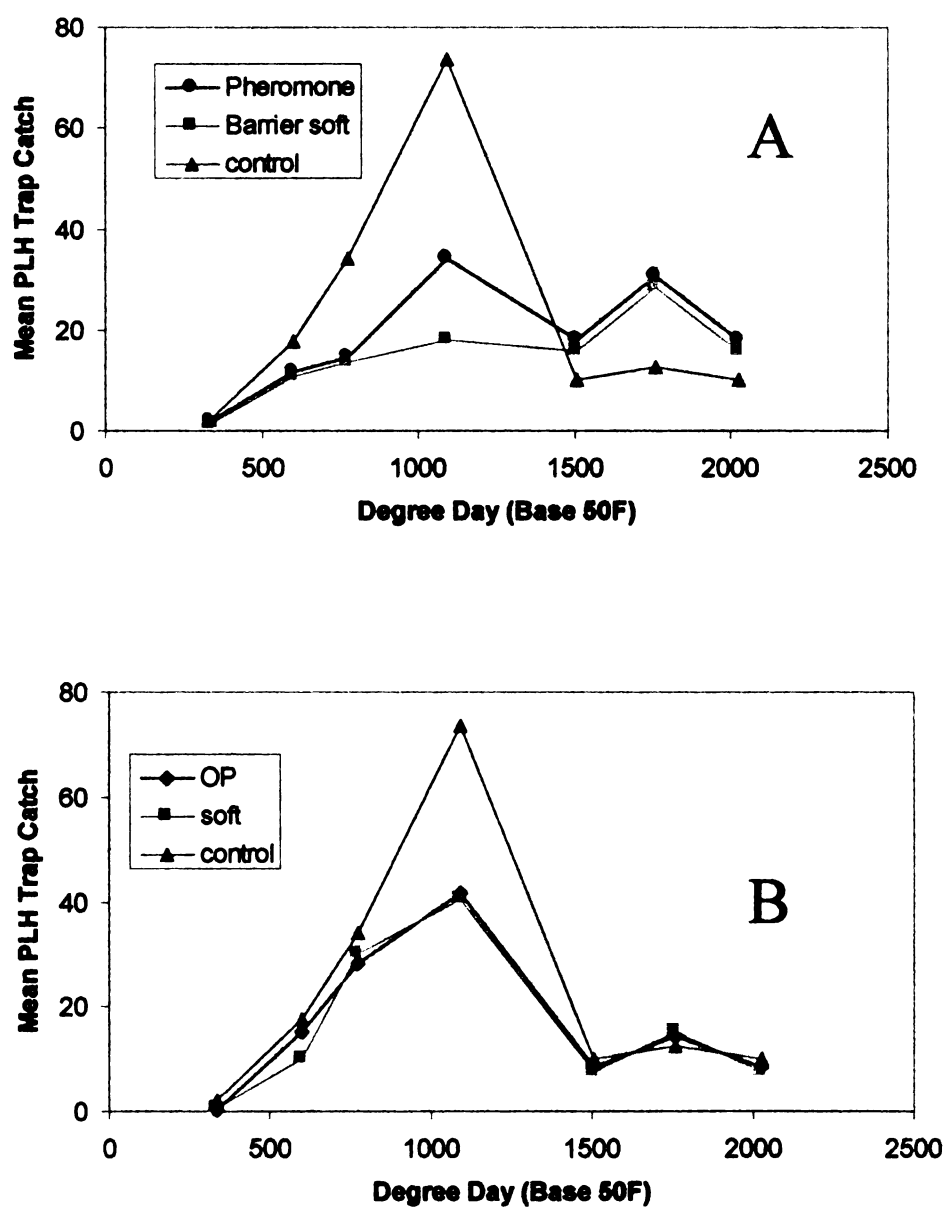 80
60
40
20
0
Mean PLH Trap Catch
Pheromone
Barrier soft
control
A
0 500 1000 1500 2000 2500
Degree Day (Base 50F)
80
60
40
20
0
Mean PLH Trap Catch
OP
soft
control
B
0 500 1000 1500 2000 2500
Degree Day (Base 50F)